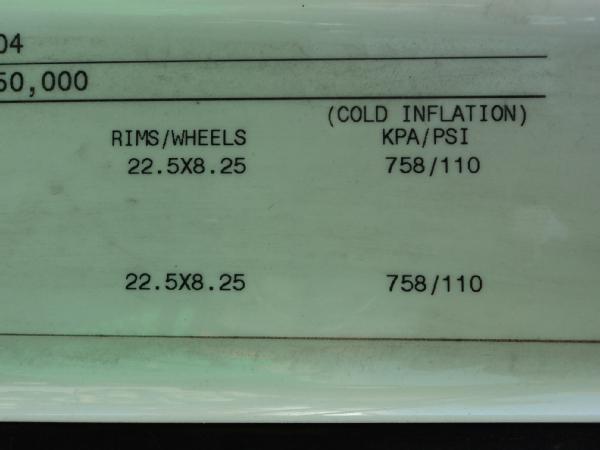 04
50,000
(COLD INFLATION)
RIMS/WHEELS KPA/PSI
22.5X8.25 758/110
22.5X8.25 758/110